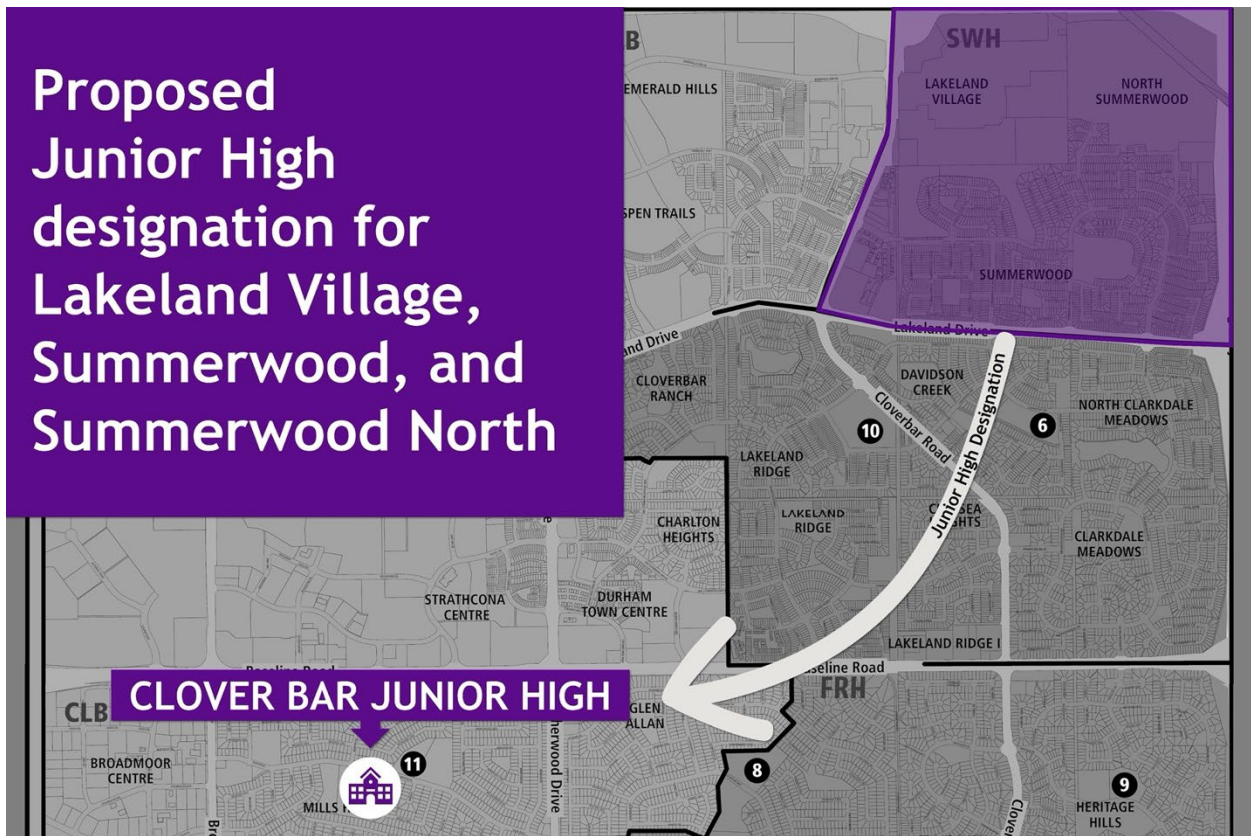 Proposed
Junior High
designation for
Lakeland Village,
Summerwood, and
Summerwood North
SWH
EMERALD HILLS
LAKELAND
VILLAGE
NORTH
SUMMERWOOD
SUMMERWOOD
Lakeland Drive
CLOVERBAR
RANCH
DAVIDSON
CREEK
Cloverbar Road
NORTH CLARKDALE
MEADOWS
10
6
LAKELAND
RIDGE
Junior High Designation
LAKELAND
RIDGE
CHARLTON
HEIGHTS
CLARKDALE
MEADOWS
STRATHCONA
CENTRE
DURHAM
TOWN CENTRE
LAKELAND RIDGE I
FRH
CLOVER BAR JUNIOR HIGH
CLB
GLEN
ALLAN
BROADMOOR
CENTRE
11
8
9
HERITAGE
HILLS